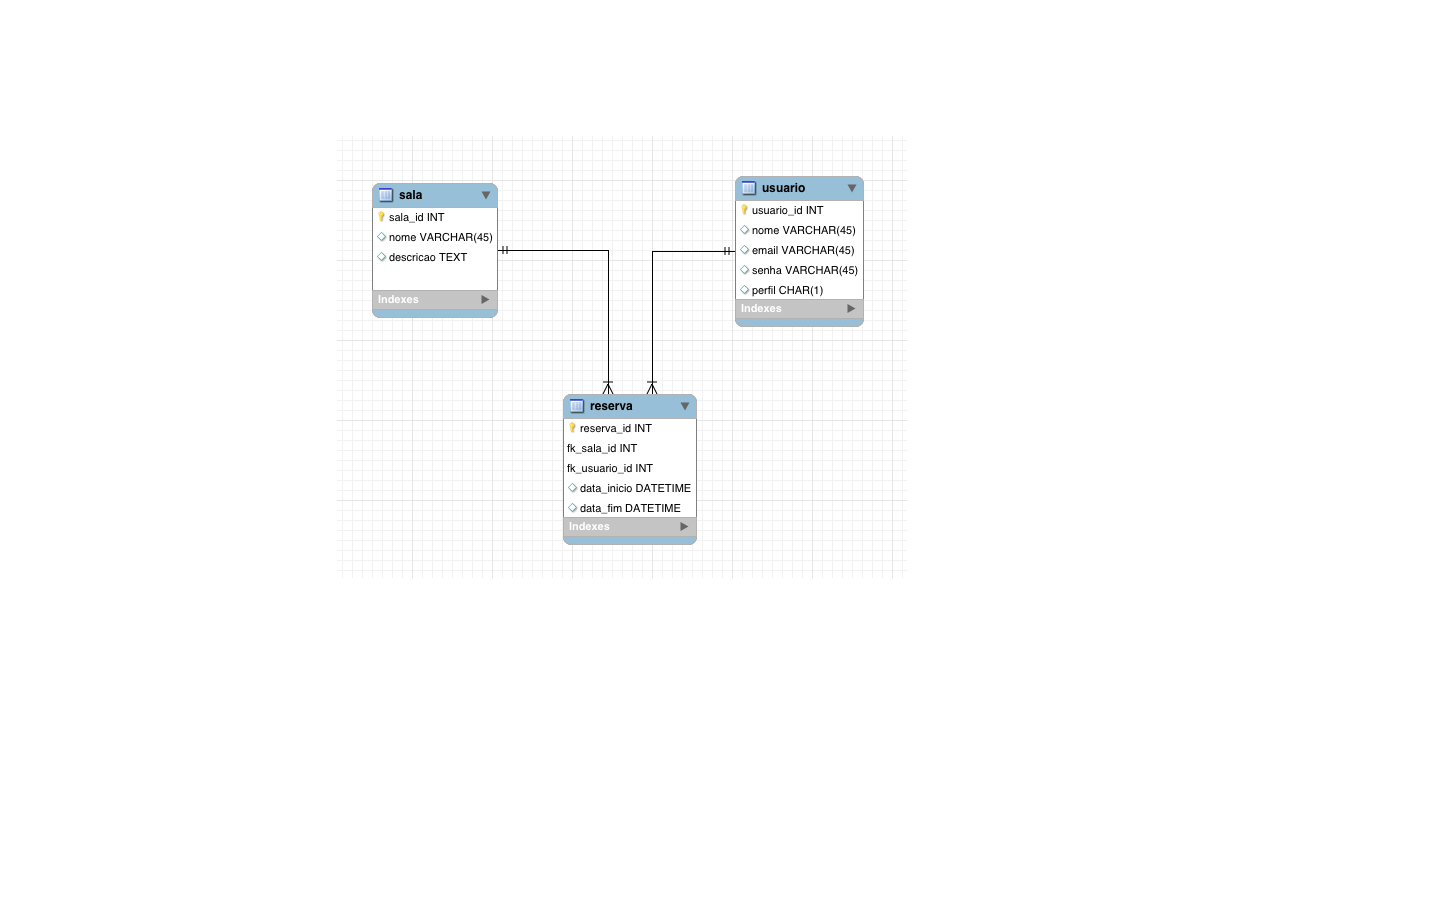 sala
sala_id INT
nome VARCHAR(45)
descricao TEXT
Indexes
usuario
usuario_id INT
nome VARCHAR(45)
email VARCHAR(45)
senha VARCHAR(45)
perfil CHAR(1)
Indexes
reserva
reserva_id INT
fk_sala_id INT
fk_usuario_id INT
data_inicio DATETIME
data_fim DATETIME
Indexes